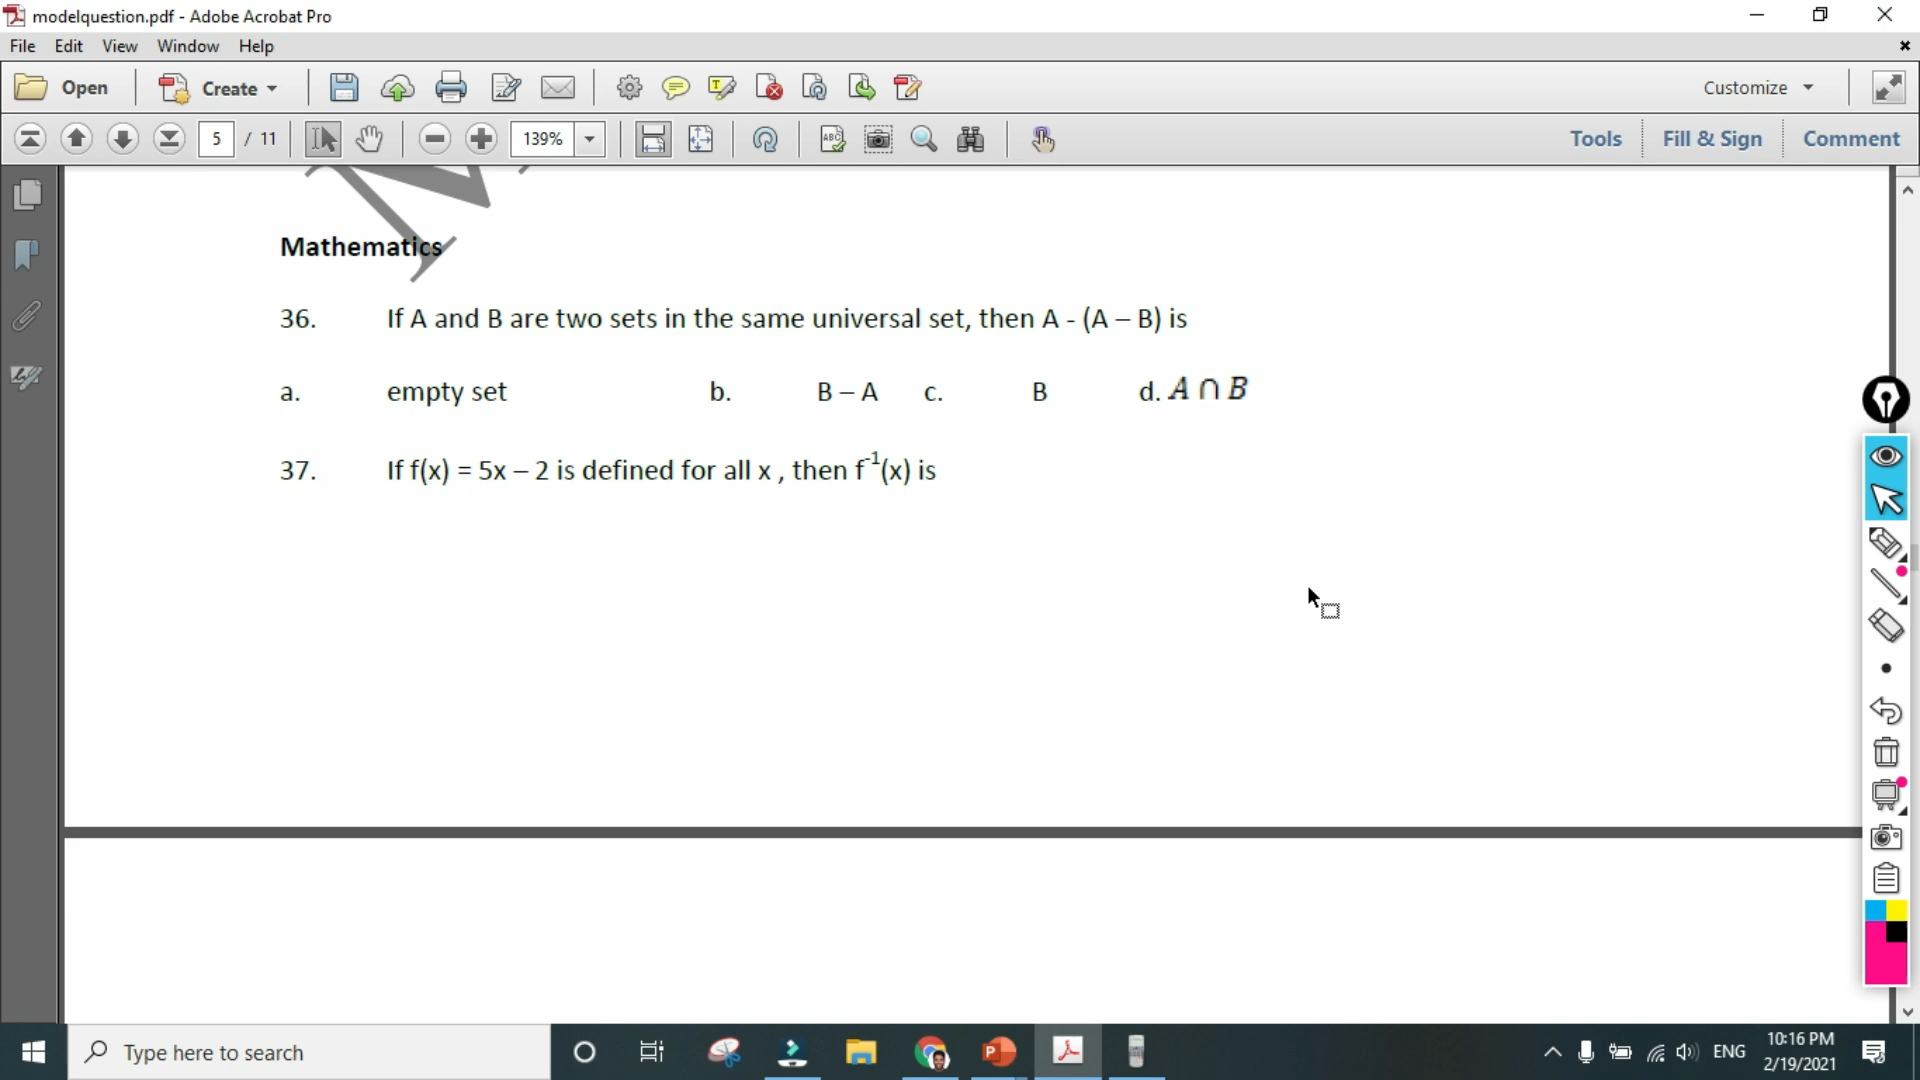 modelquestion.pdf - Adobe Acrobat Pro
File Edit View Window Help
Open Create Customize
5 / 11 139% Tools Fill & Sign Comment
Mathematics
36. If A and B are two sets in the same universal set, then A - (A – B) is
a. empty set b. B – A c. B d. A ∩ B
37. If f(x) = 5x – 2 is defined for all x , then f⁻¹(x) is
Type here to search
ENG
10:16 PM
2/19/2021